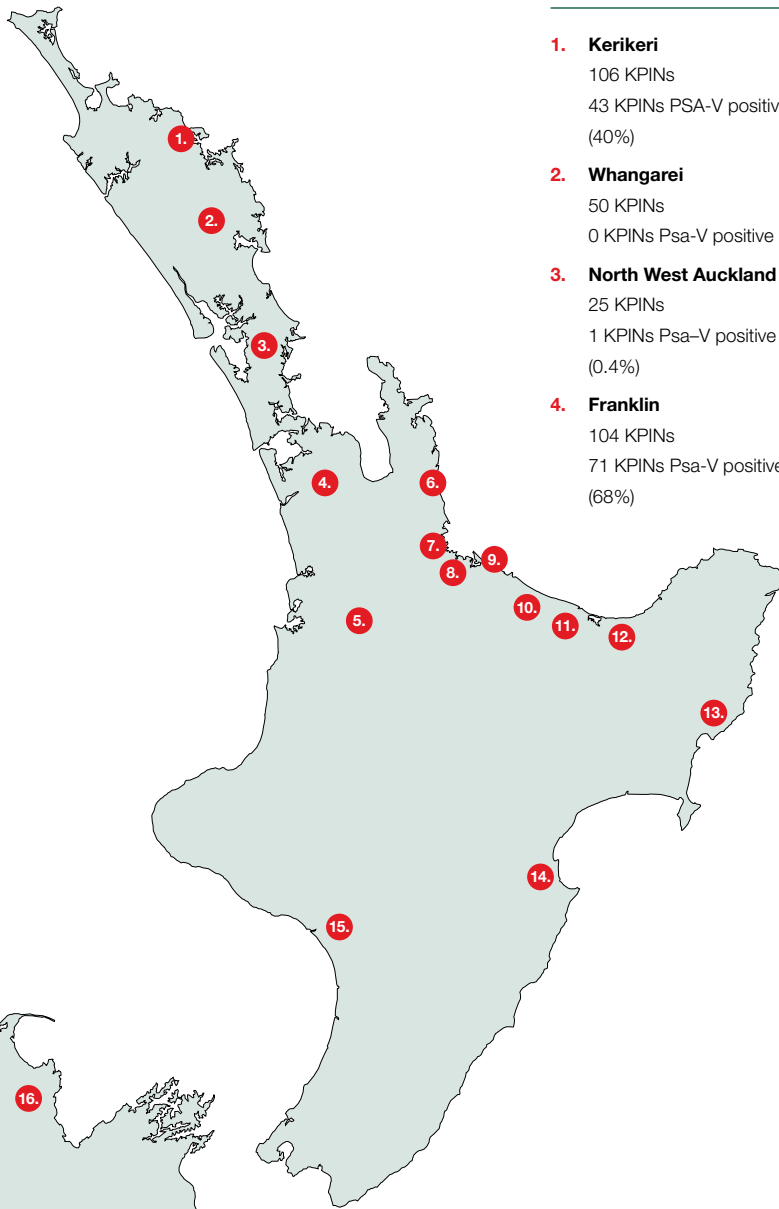 1. Kerikeri
106 KPINs
43 KPINs PSA-V positive
(40%)
2. Whangarei
50 KPINs
0 KPINs Psa-V positive
3. North West Auckland
25 KPINs
1 KPINs Psa–V positive
(0.4%)
4. Franklin
104 KPINs
71 KPINs Psa-V positive
(68%)
1.
2.
3.
4.
6.
7.
8.
9.
10.
11.
12.
5.
13.
14.
15.
16.